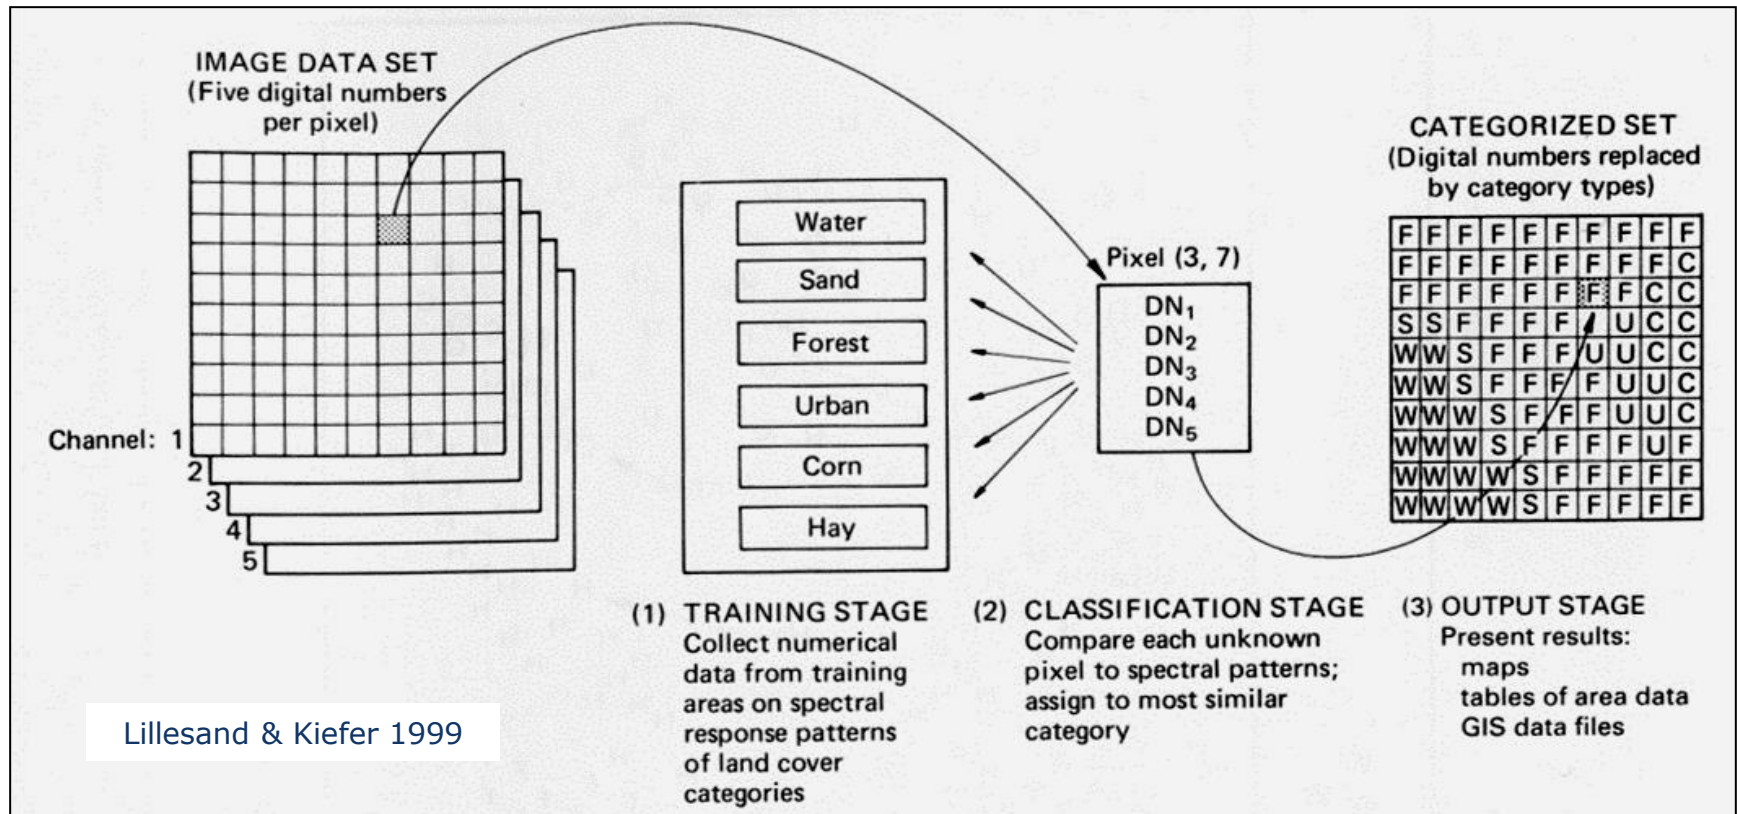 IMAGE DATA SET
(Five digital numbers
per pixel)
Channel: 1
2
3
4
5
Water
Sand
Forest
Urban
Corn
Hay
Pixel (3, 7)
DN1
DN2
DN3
DN4
DN5
CATEGORIZED SET
(Digital numbers replaced
by category types)
F F F F F F F F F F
F F F F F F F F F C
F F F F F F F F C C
S S F F F F U C C
W W S F F F U U C C
W W S F F F F U U C
W W W S F F F U U C
W W W S F F F F U F
W W W W S F F F F F
W W W W S F F F F F
(1) TRAINING STAGE
Collect numerical
data from training
areas on spectral
response patterns
of land cover
categories
(2) CLASSIFICATION STAGE
Compare each unknown
pixel to spectral patterns;
assign to most similar
category
(3) OUTPUT STAGE
Present results:
maps
tables of area data
GIS data files
Lillesand & Kiefer 1999